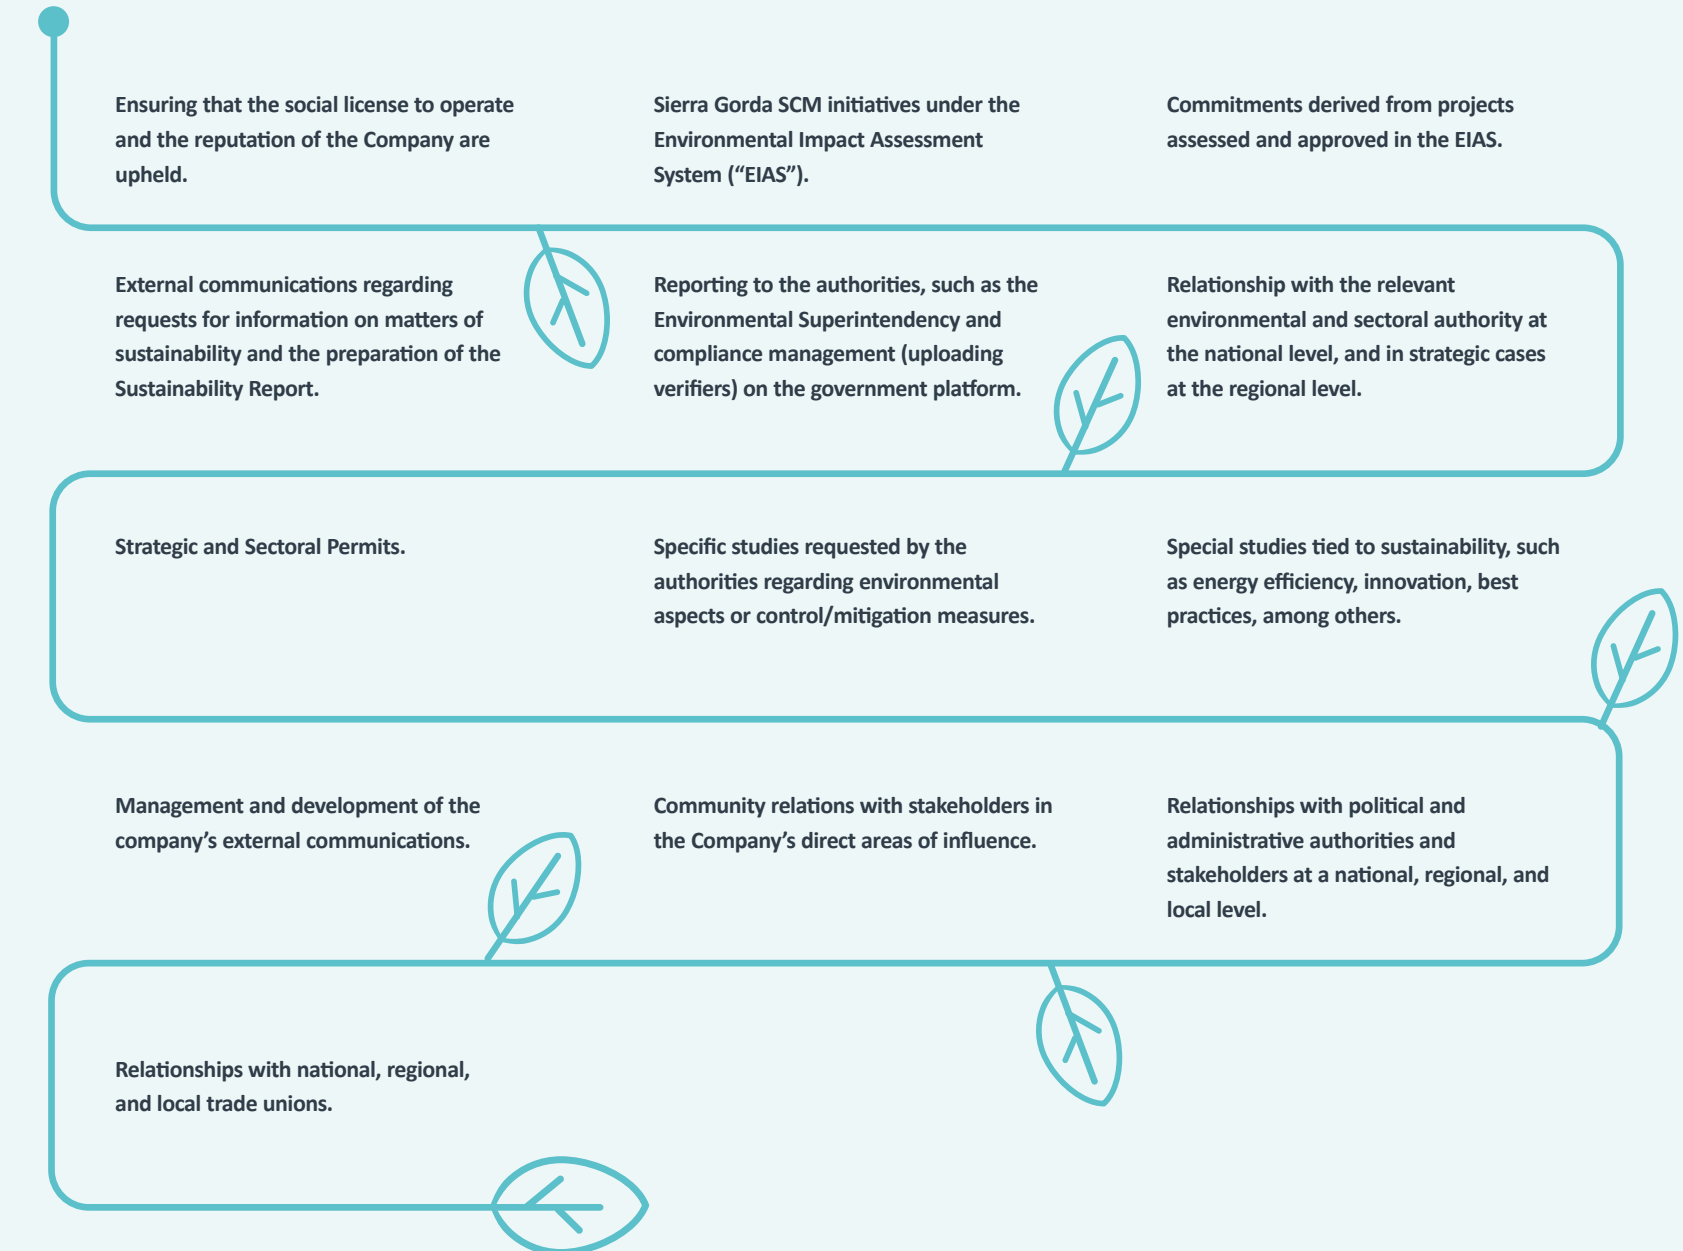 Ensuring that the social license to operate
and the reputation of the Company are
upheld.
Sierra Gorda SCM initiatives under the
Environmental Impact Assessment
System (“EIAS”).
Commitments derived from projects
assessed and approved in the EIAS.
External communications regarding
requests for information on matters of
sustainability and the preparation of the
Sustainability Report.
Reporting to the authorities, such as the
Environmental Superintendency and
compliance management (uploading
verifiers) on the government platform.
Relationship with the relevant
environmental and sectoral authority at
the national level, and in strategic cases
at the regional level.
Strategic and Sectoral Permits.
Specific studies requested by the
authorities regarding environmental
aspects or control/mitigation measures.
Special studies tied to sustainability, such
as energy efficiency, innovation, best
practices, among others.
Management and development of the
company’s external communications.
Community relations with stakeholders in
the Company’s direct areas of influence.
Relationships with political and
administrative authorities and
stakeholders at a national, regional, and
local level.
Relationships with national, regional,
and local trade unions.